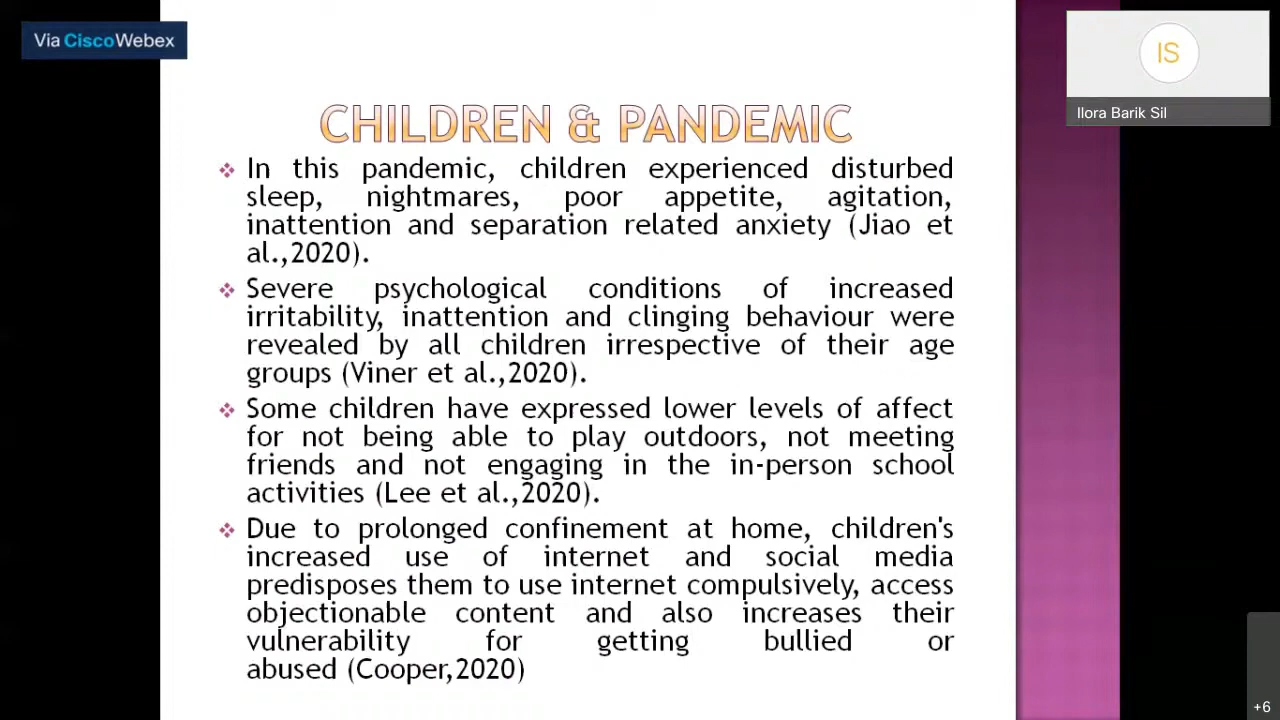 Via CiscoWebex
IS
Ilora Barik Sil
CHILDREN & PANDEMIC
❖ In this pandemic, children experienced disturbed
sleep, nightmares, poor appetite, agitation,
inattention and separation related anxiety (Jiao et
al.,2020).
❖ Severe psychological conditions of increased
irritability, inattention and clinging behaviour were
revealed by all children irrespective of their age
groups (Viner et al.,2020).
❖ Some children have expressed lower levels of affect
for not being able to play outdoors, not meeting
friends and not engaging in the in-person school
activities (Lee et al.,2020).
❖ Due to prolonged confinement at home, children's
increased use of internet and social media
predisposes them to use internet compulsively, access
objectionable content and also increases their
vulnerability for getting bullied or
abused (Cooper,2020)
+6